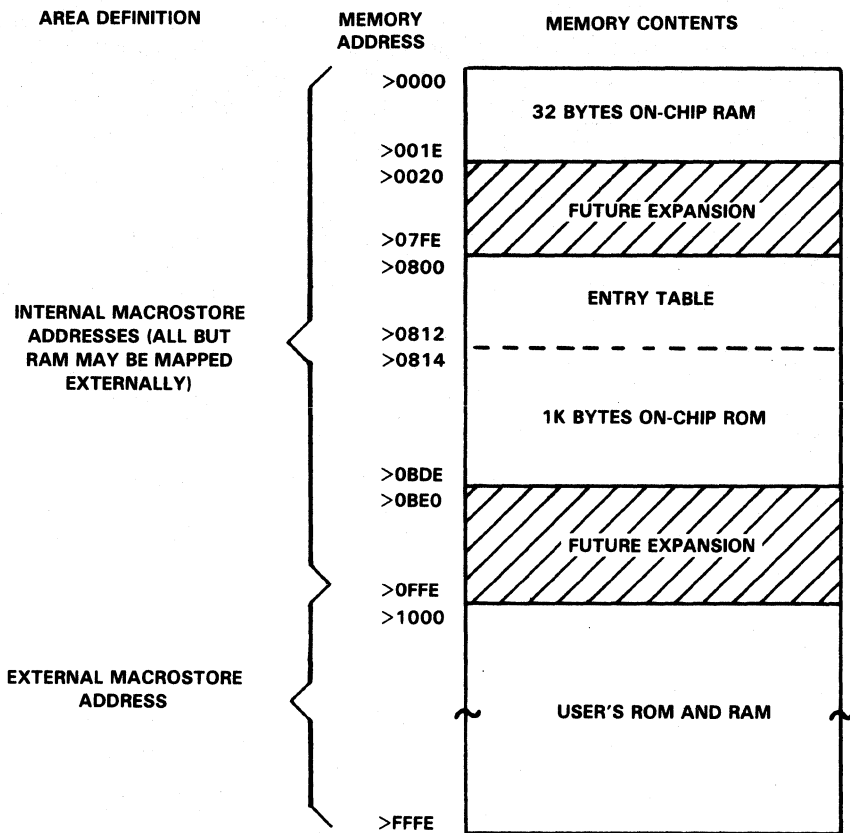 AREA DEFINITION
MEMORY
ADDRESS
MEMORY CONTENTS
>0000
32 BYTES ON-CHIP RAM
>001E
>0020
FUTURE EXPANSION
>07FE
>0800
ENTRY TABLE
INTERNAL MACROSTORE
ADDRESSES (ALL BUT
RAM MAY BE MAPPED
EXTERNALLY)
>0812
>0814
1K BYTES ON-CHIP ROM
>0BDE
>0BE0
FUTURE EXPANSION
>0FFE
>1000
EXTERNAL MACROSTORE
ADDRESS
USER'S ROM AND RAM
>FFFE